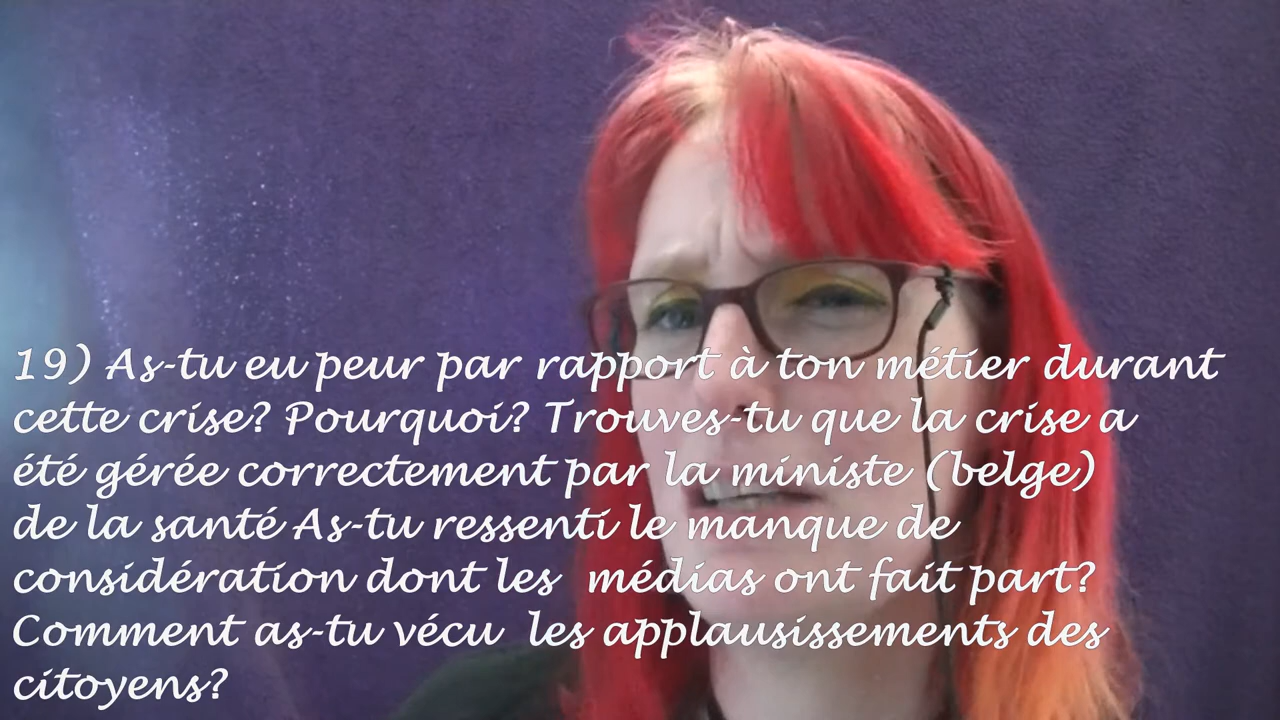 19) As-tu eu peur par rapport à ton métier durant
cette crise? Pourquoi? Trouves-tu que la crise a
été gérée correctement par la ministe (belge)
de la santé As-tu ressenti le manque de
considération dont les médias ont fait part?
Comment as-tu vécu les applausissements des
citoyens?